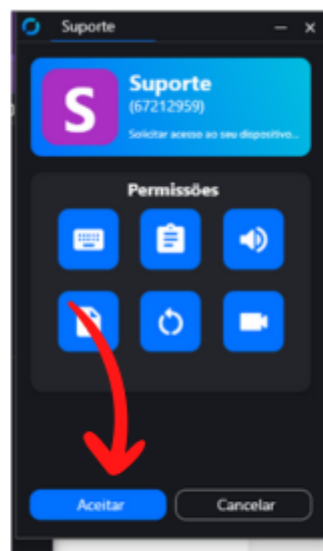 Suporte
S
Suporte
(67212959)
Solicitar acesso ao seu dispositivo...
Permissões
Aceitar
Cancelar